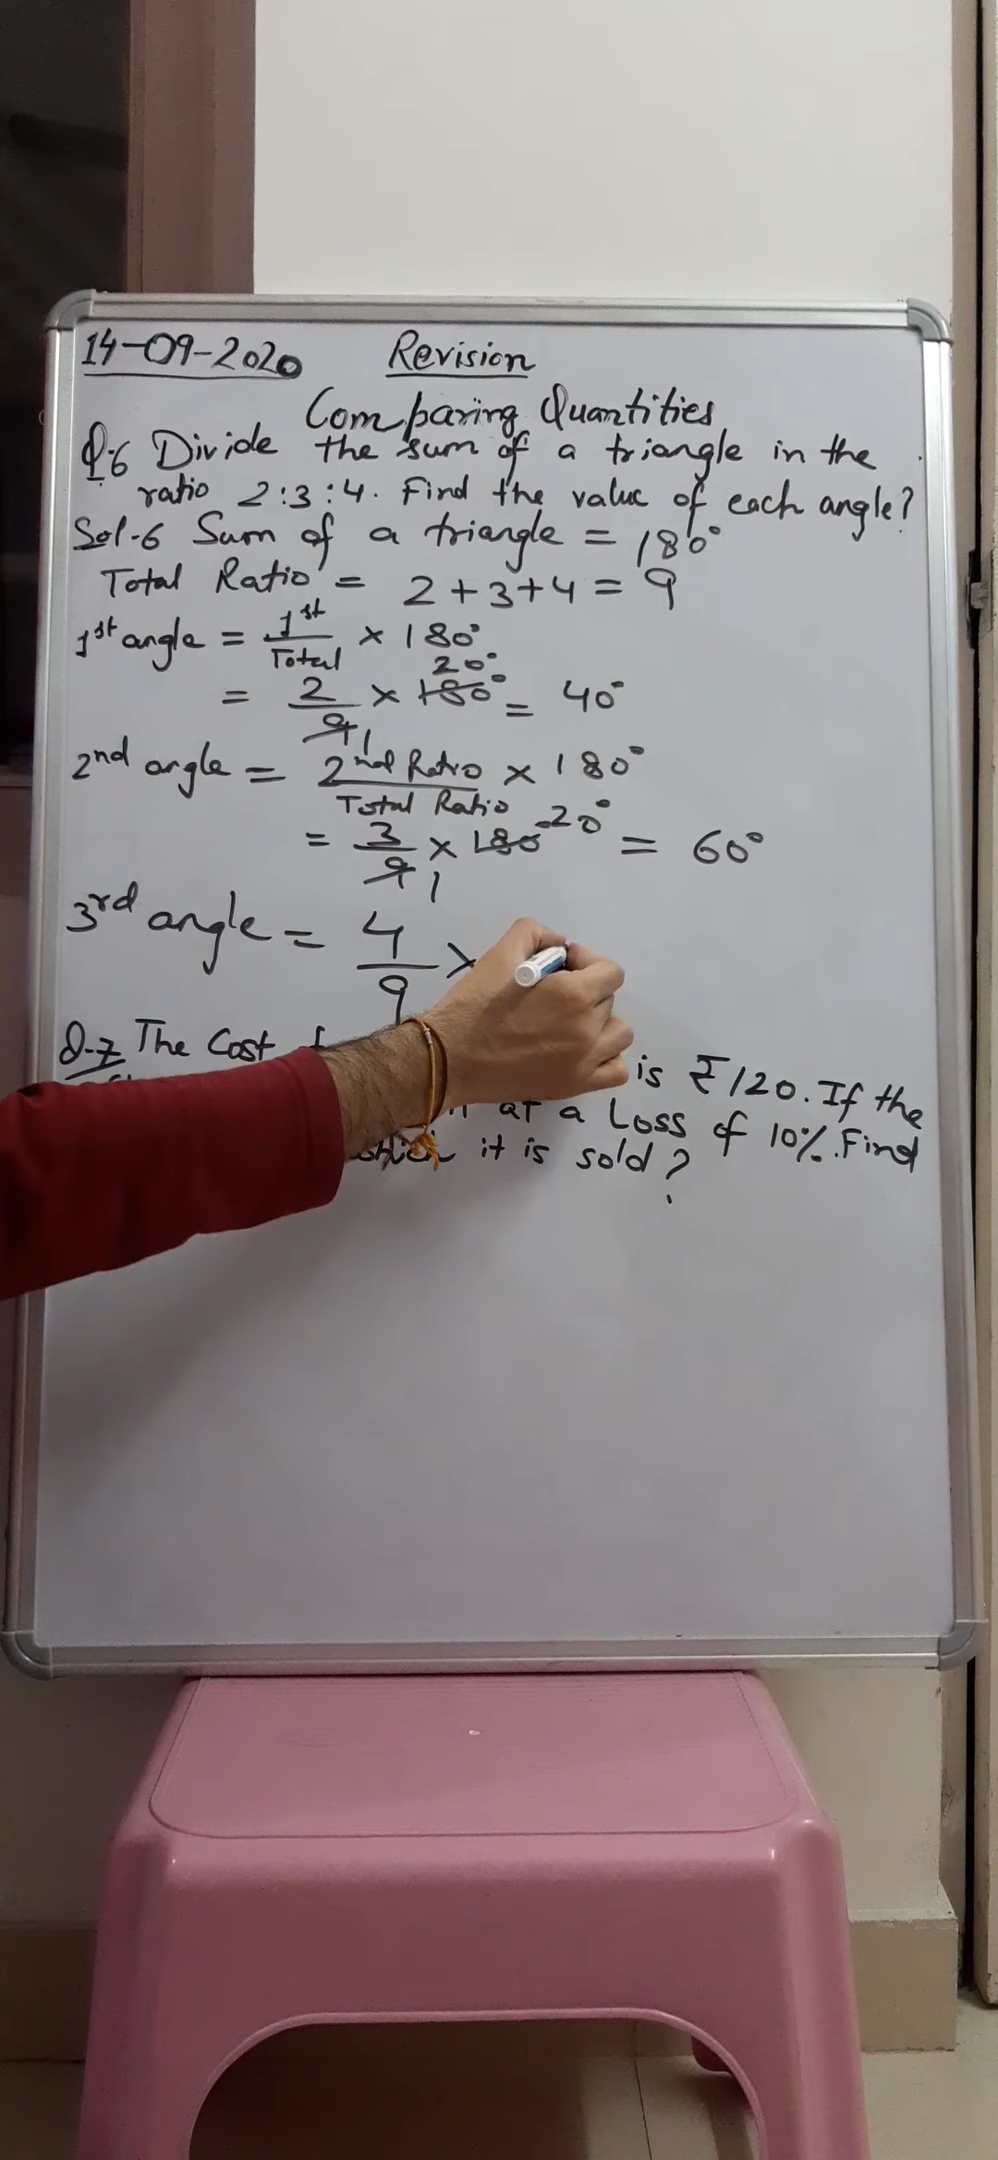 14-09-2020 Revision
Comparing Quantities
Q.6 Divide the sum of a triangle in the
ratio 2:3:4. Find the value of each angle?
Sol.6 Sum of a triangle = 180°
Total Ratio = 2+3+4 = 9
1st angle = 1st/Total × 180°
= 2/9 1 × 180° 20° = 40°
2nd angle = 2nd Ratio/Total Ratio × 180°
= 3/9 1 × 180 20° = 60°
3rd angle = 4/9 ×
Q-7 The Cost is ₹120. If the
at a Loss of 10%. Find
it is sold?